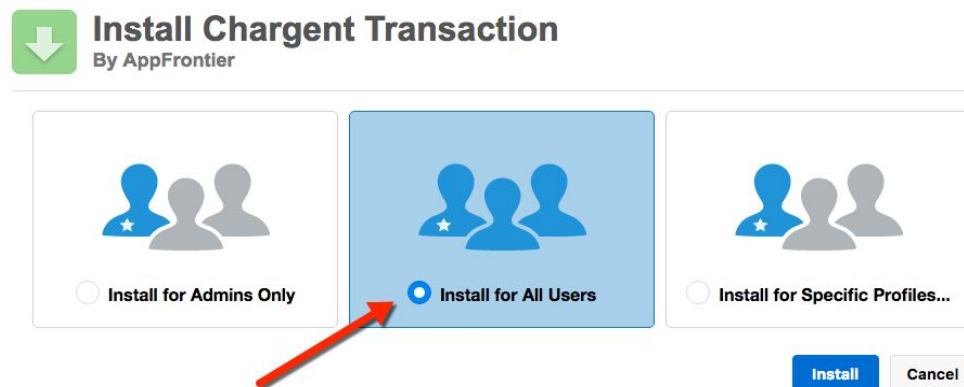 Install Chargent Transaction
By AppFrontier
Install for Admins Only
Install for All Users
Install for Specific Profiles...
Install
Cancel